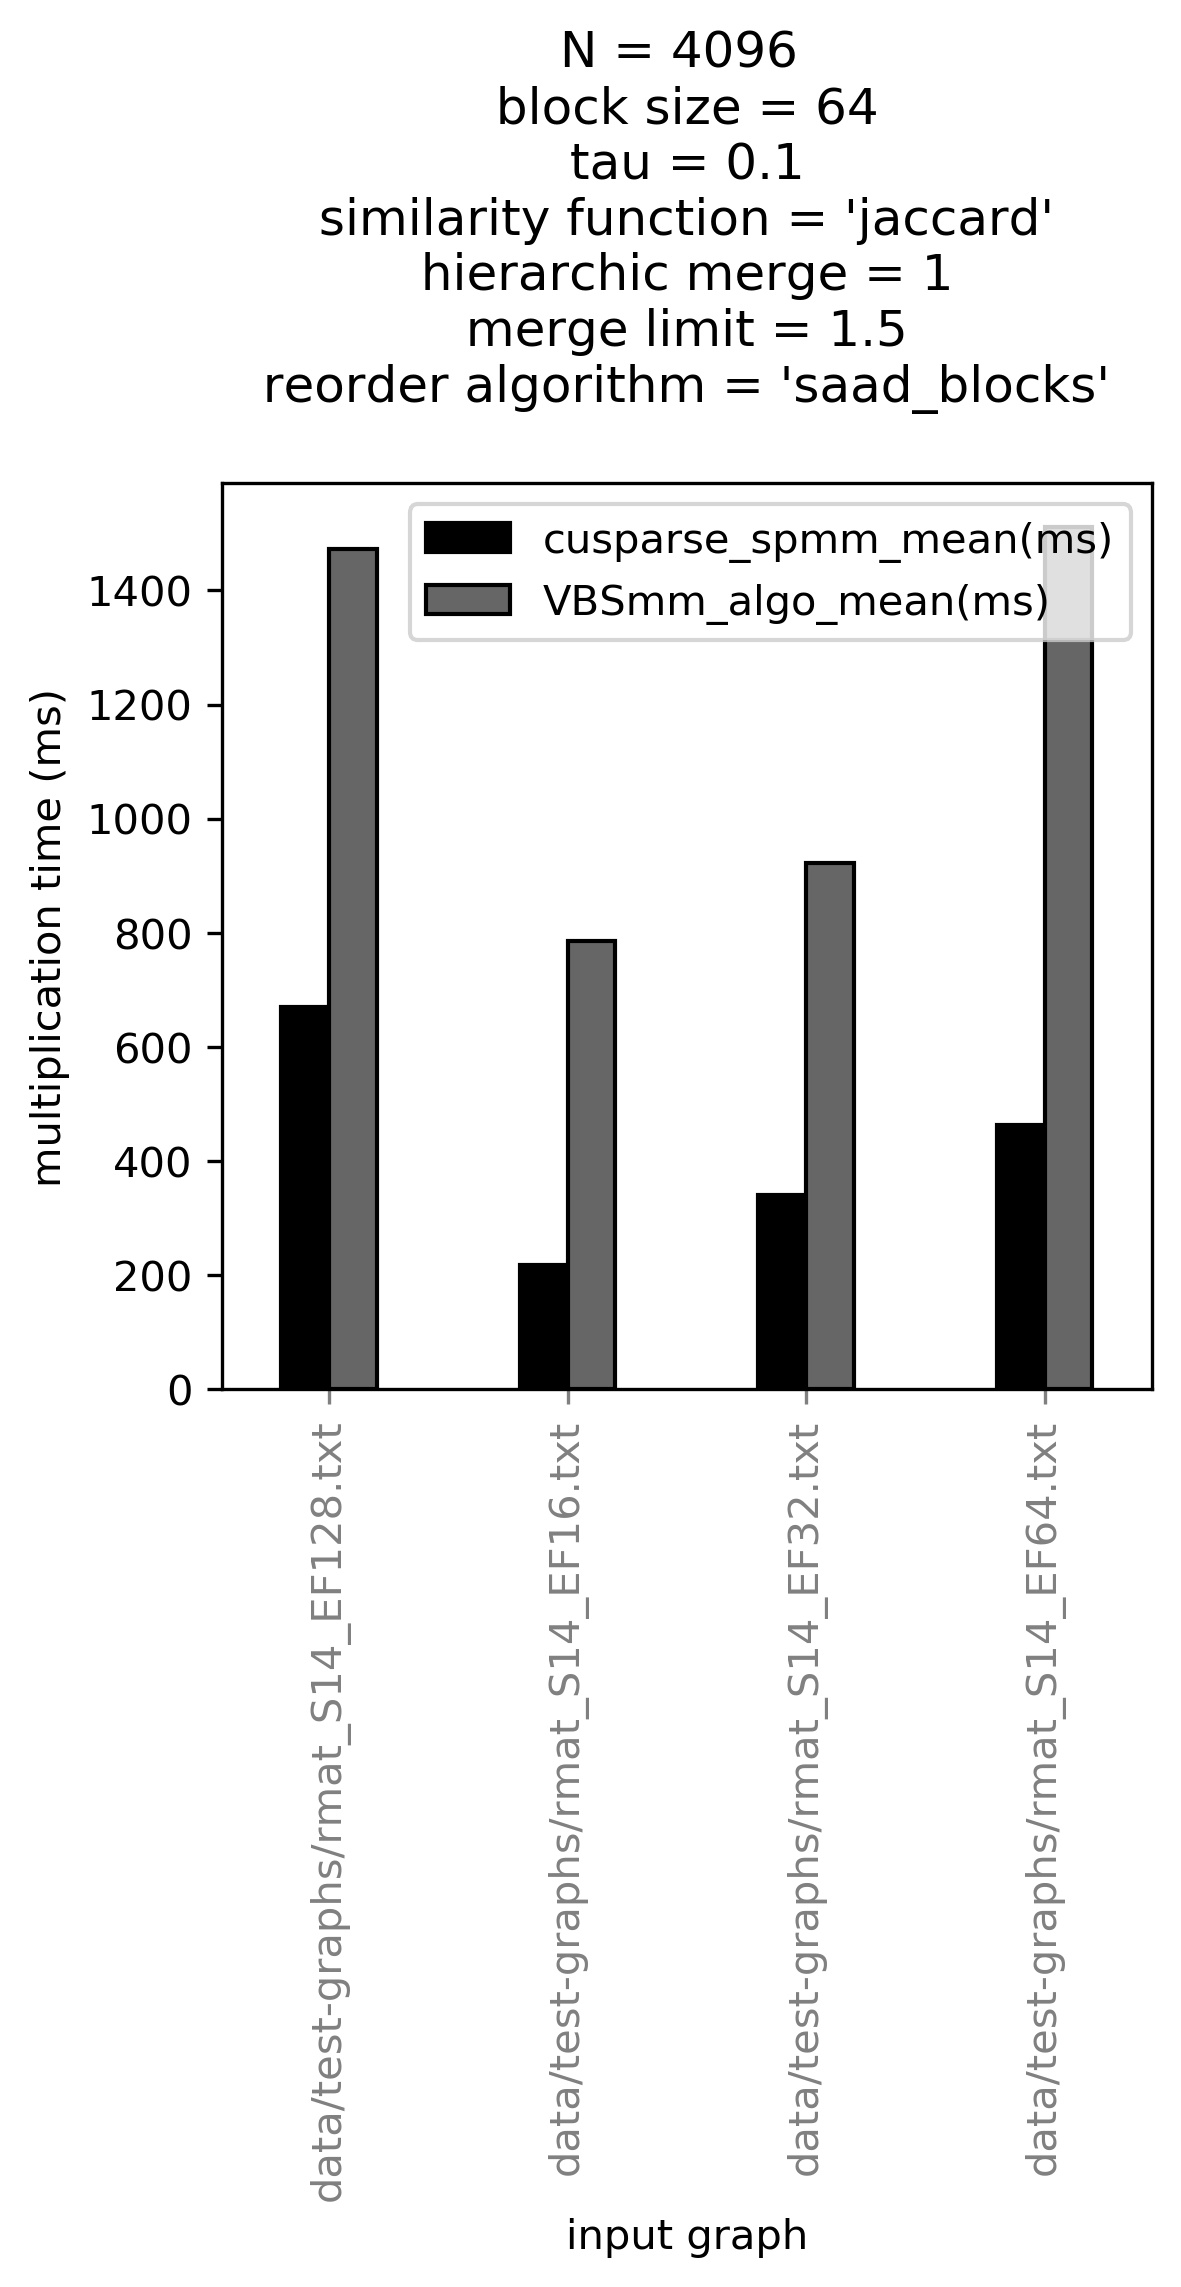 N = 4096
block size = 64
tau = 0.1
similarity function = 'jaccard'
hierarchic merge = 1
merge limit = 1.5
reorder algorithm = 'saad_blocks'
cusparse_spmm_mean(ms)
VBSmm_algo_mean(ms)
multiplication time (ms)
1400
1200
1000
800
600
400
200
0
data/test-graphs/rmat_S14_EF128.txt
data/test-graphs/rmat_S14_EF16.txt
data/test-graphs/rmat_S14_EF32.txt
data/test-graphs/rmat_S14_EF64.txt
input graph